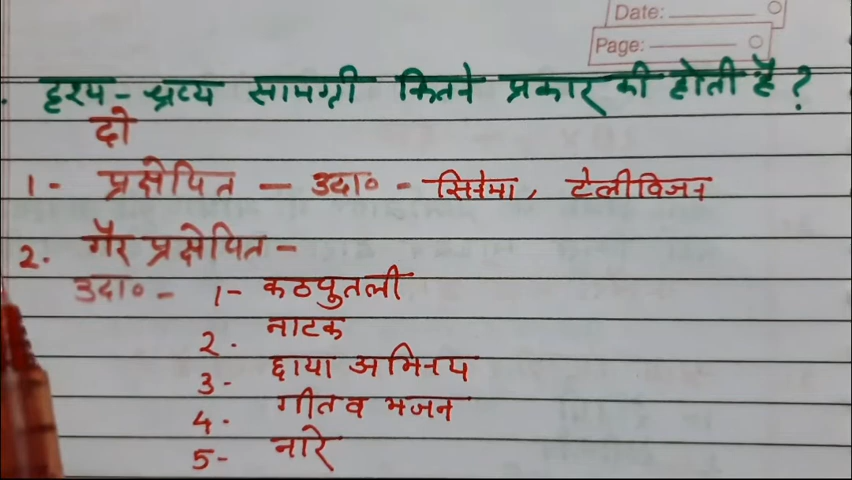 Date:
Page:
दृश्य - श्रव्य सामग्री कितने प्रकार की होती है ?
दो
1 - प्रक्षेपित - उदा० - सिनेमा, टेलीविजन
2. गैर प्रक्षेपित -
उदा० - 1- कठपुतली
2. नाटक
3 - छाया अभिनय
4. गीत व भजन
5 - नारे